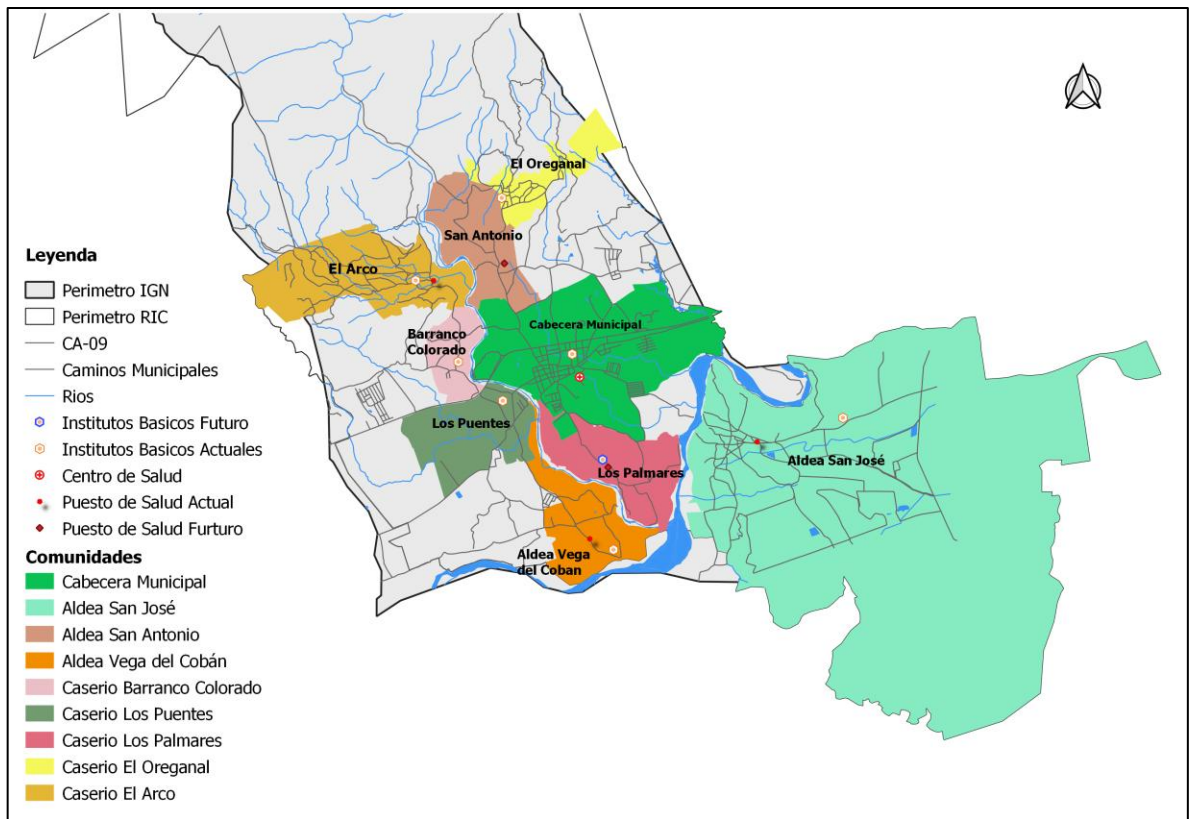 El Oreganal
San Antonio
El Arco
Cabecera Municipal
Barranco
Colorado
Los Puentes
Los Palmares
Aldea San José
Aldea Vega
del Coban
Leyenda
Perimetro IGN
Perimetro RIC
CA-09
Caminos Municipales
Rios
Institutos Basicos Futuro
Institutos Basicos Actuales
Centro de Salud
Puesto de Salud Actual
Puesto de Salud Furturo
Comunidades
Cabecera Municipal
Aldea San José
Aldea San Antonio
Aldea Vega del Cobán
Caserio Barranco Colorado
Caserio Los Puentes
Caserio Los Palmares
Caserio El Oreganal
Caserio El Arco